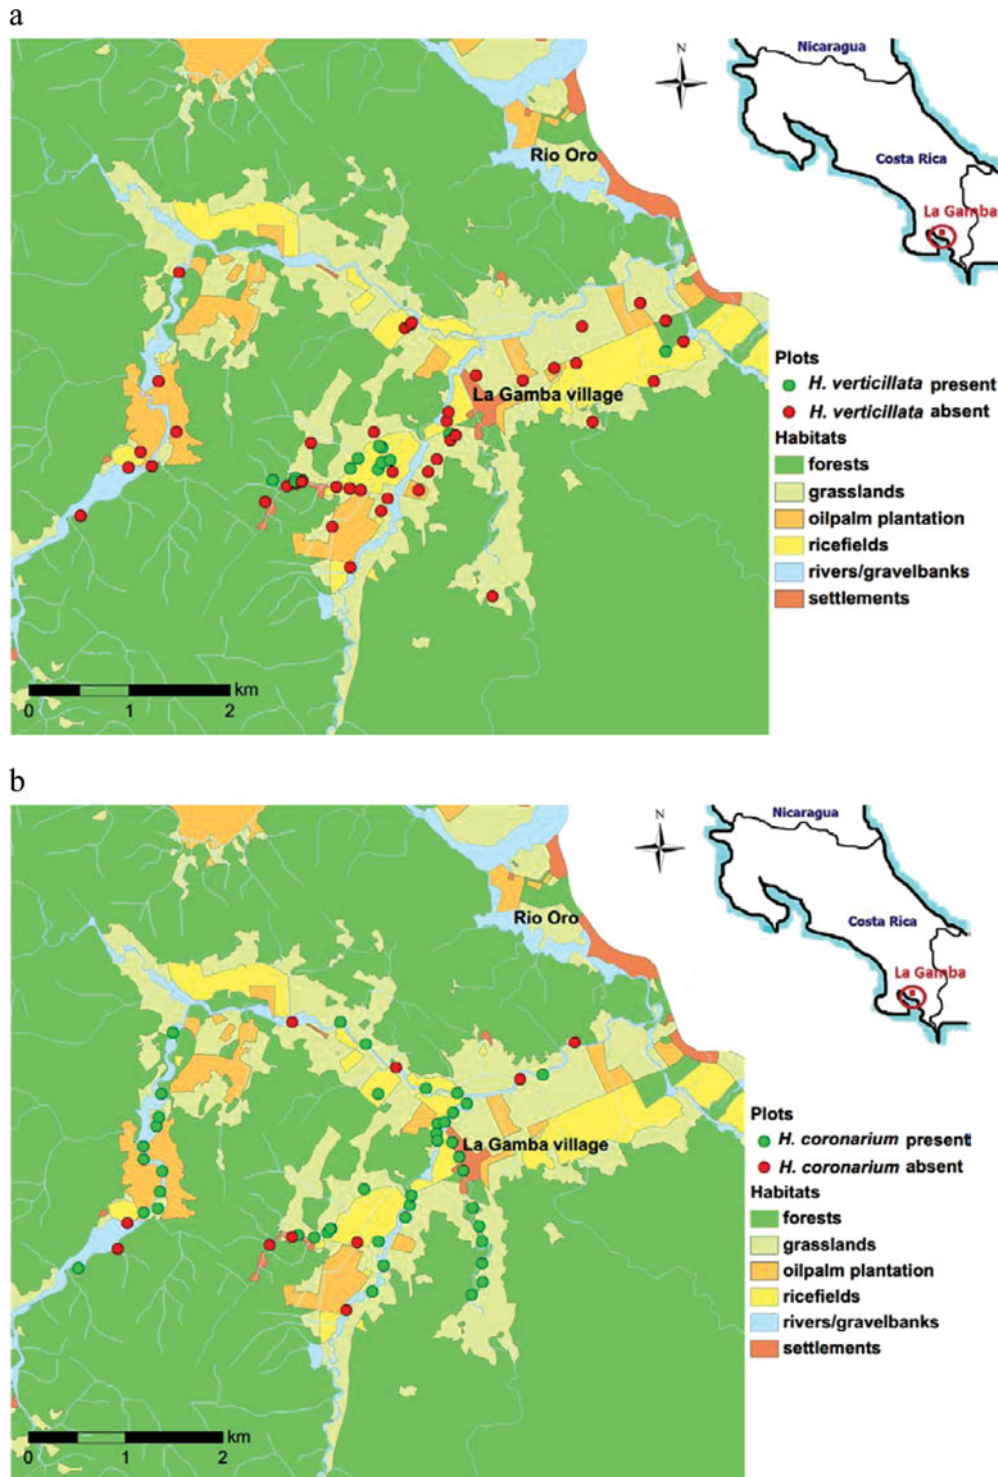 a
N
Nicaragua
Costa Rica
La Gamba
Rio Oro
La Gamba village
Plots
H. verticillata present
H. verticillata absent
Habitats
forests
grasslands
oilpalm plantation
ricefields
rivers/gravelbanks
settlements
km
0 1 2
b
N
Nicaragua
Costa Rica
La Gamba
Rio Oro
La Gamba village
Plots
H. coronarium present
H. coronarium absent
Habitats
forests
grasslands
oilpalm plantation
ricefields
rivers/gravelbanks
settlements
km
0 1 2